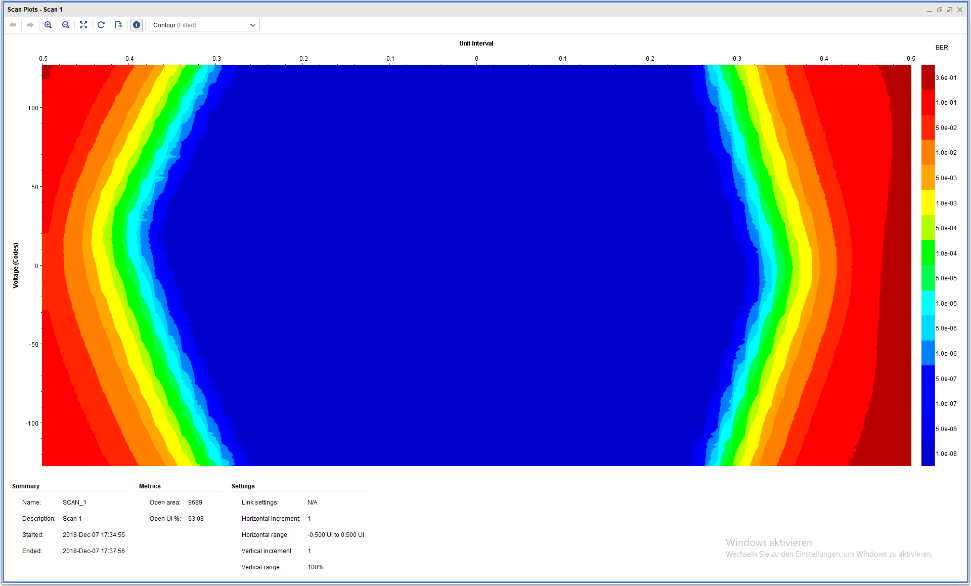 Scan Plots - Scan 1
Contour (Filled)
Unit Interval
BER
0.5 0.4 0.3 0.2 0.1 0 0.1 0.2 0.3 0.4 0.5
Voltage (Codes)
100
50
0
-50
-100
3.6e-01
1.0e-01
5.0e-02
1.0e-02
5.0e-03
1.0e-03
5.0e-04
1.0e-04
5.0e-05
1.0e-05
5.0e-06
1.0e-06
5.0e-07
1.0e-07
5.0e-08
1.0e-08
Summary Metrics Settings
Name: SCAN_1 Open area: 9689 Link settings: N/A
Description: Scan 1 Open UI %: 63.08 Horizontal increment: 1
Started: 2018-Dec-07 17:34:55 Horizontal range: -0.500 UI to 0.500 UI
Ended: 2018-Dec-07 17:37:56 Vertical increment: 1
Vertical range: 100%
Windows aktivieren
Wechseln Sie zu den Einstellungen, um Windows zu aktivieren.